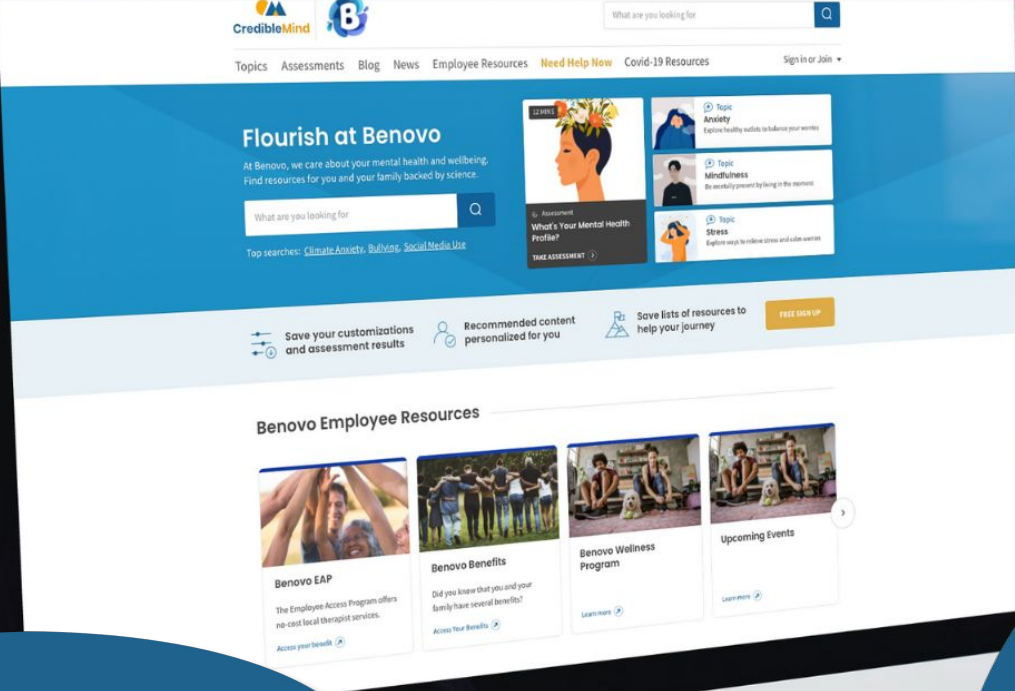 CredibleMind
B
What are you looking for
Topics Assessments Blog News Employee Resources Need Help Now Covid-19 Resources Sign in or Join
Flourish at Benovo
At Benovo, we care about your mental health and wellbeing.
Find resources for you and your family backed by science.
What are you looking for
Top searches: Climate Anxiety, Bullying, Social Media Use
12 MINS
Assessment
What's Your Mental Health
Profile?
TAKE ASSESSMENT
Topic
Anxiety
Explore healthy outlets to balance your worries
Topic
Mindfulness
Be mentally present by living in the moment
Topic
Stress
Explore ways to relieve stress and calm worries
Save your customizations
and assessment results
Recommended content
personalized for you
Save lists of resources to
help your journey
FREE SIGN UP
Benovo Employee Resources
Benovo EAP
The Employee Access Program offers
no-cost local therapist services.
Access your benefit
Benovo Benefits
Did you know that you and your
family have several benefits?
Access Your Benefits
Benovo Wellness
Program
Learn more
Upcoming Events
Learn more